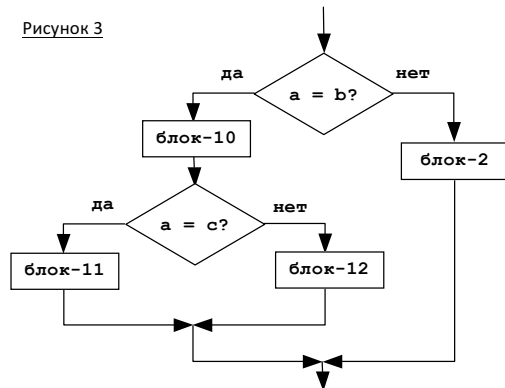 Рисунок 3
да
нет
a = b?
блок-10
блок-2
да
нет
a = c?
блок-11
блок-12